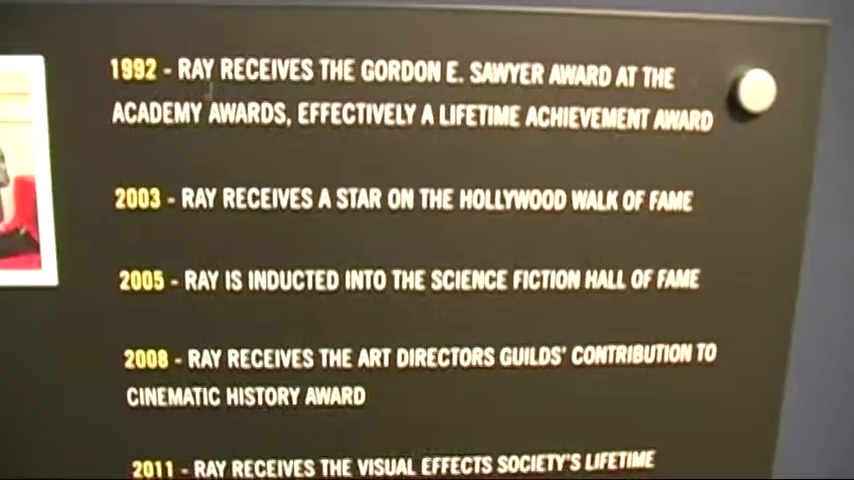 1992 - RAY RECEIVES THE GORDON E. SAWYER AWARD AT THE
ACADEMY AWARDS, EFFECTIVELY A LIFETIME ACHIEVEMENT AWARD
2003 - RAY RECEIVES A STAR ON THE HOLLYWOOD WALK OF FAME
2005 - RAY IS INDUCTED INTO THE SCIENCE FICTION HALL OF FAME
2008 - RAY RECEIVES THE ART DIRECTORS GUILDS' CONTRIBUTION TO
CINEMATIC HISTORY AWARD
2011 - RAY RECEIVES THE VISUAL EFFECTS SOCIETY'S LIFETIME